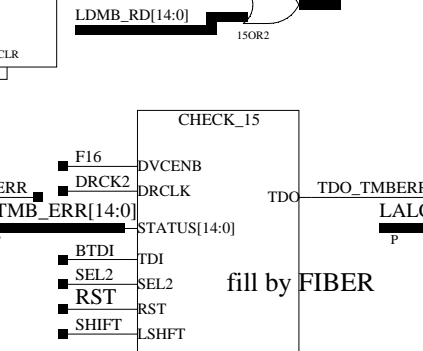 LDMB_RD[14:0]
15OR2
CLR
CHECK_15
F16
DVCENB
DRCK2
DRCLK
ERR
TDO
TDO_TMBERR
TMB_ERR[14:0]
STATUS[14:0]
P
BTDI
TDI
SEL2
SEL2
fill by FIBER
RST
RST
SHIFT
LSHFT